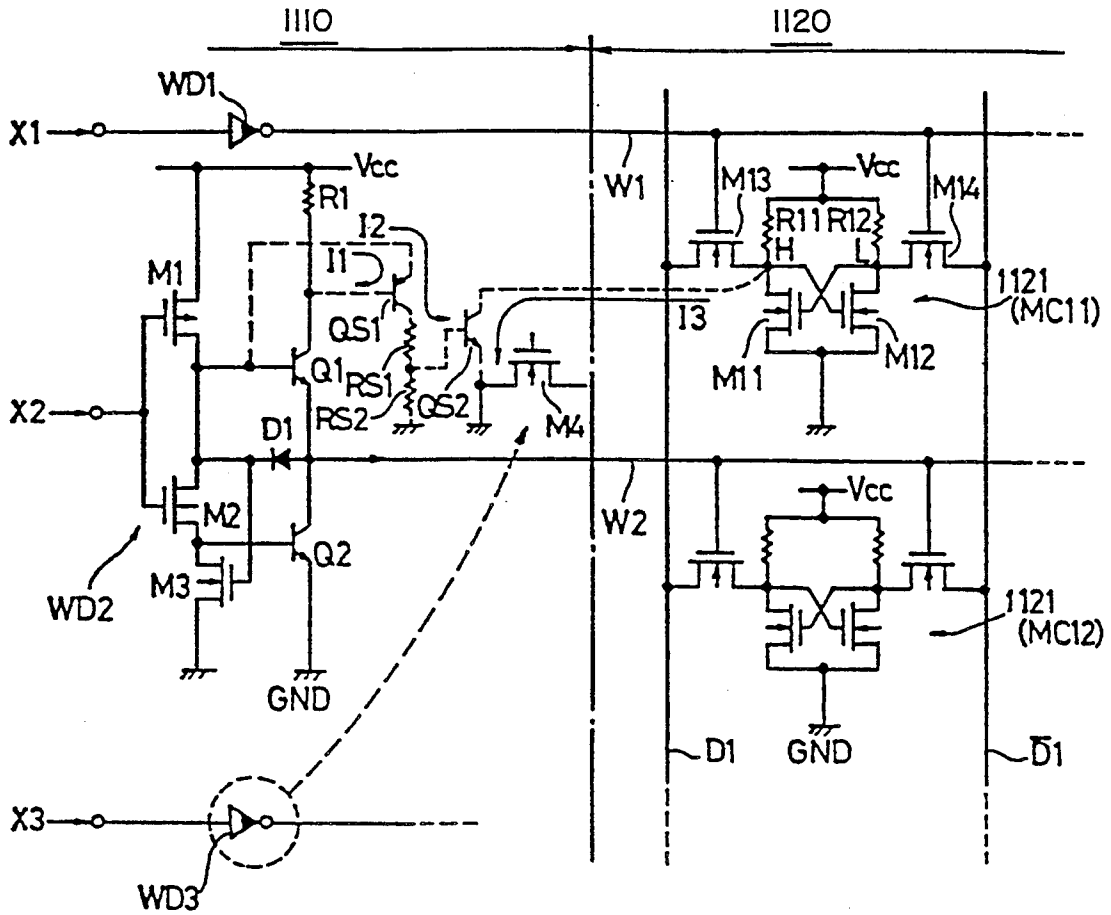 1110
1120
WD1
X1
Vcc
W1
R1
M13
Vcc
M14
R11
R12
I2
I1
H
L
M1
QS1
I3
1121
(MC11)
Q1
RS1
M11
M12
X2
RS2
QS2
M4
D1
W2
Vcc
M2
Q2
M3
WD2
1121
(MC12)
GND
D1
GND
D̅1
X3
WD3